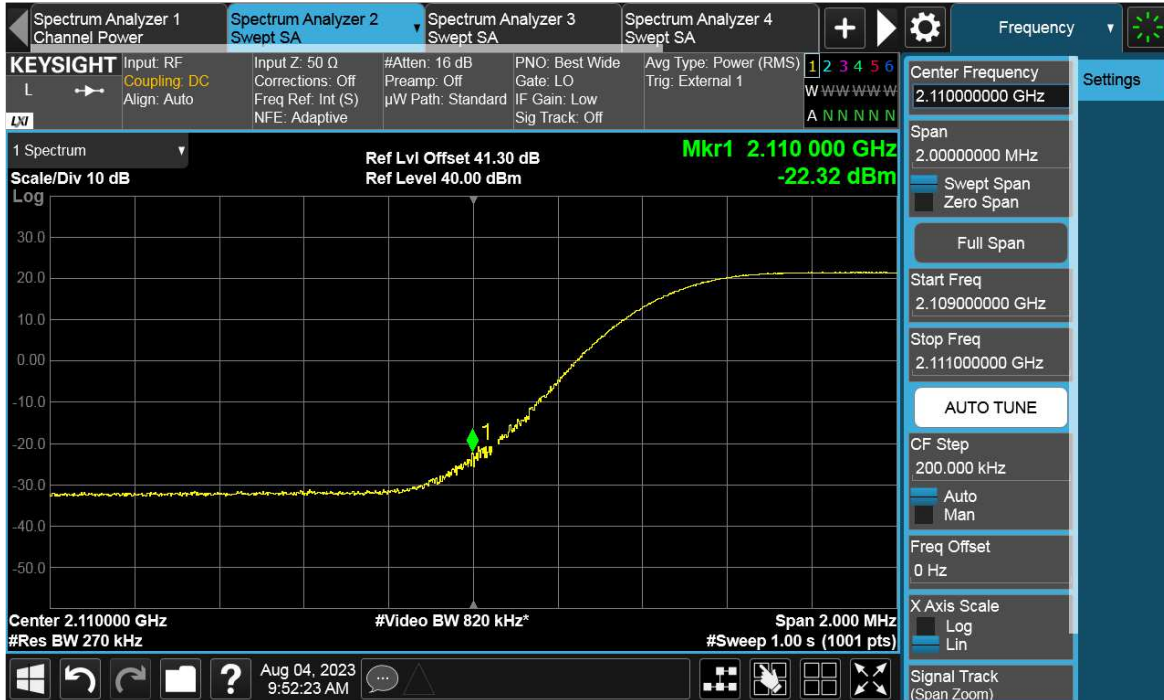 Spectrum Analyzer 1
Channel Power
Spectrum Analyzer 2
Swept SA
Spectrum Analyzer 3
Swept SA
Spectrum Analyzer 4
Swept SA
Frequency
KEYSIGHT
L
LXI
Input: RF
Coupling: DC
Align: Auto
Input Z: 50 Ω
Corrections: Off
Freq Ref: Int (S)
NFE: Adaptive
#Atten: 16 dB
Preamp: Off
µW Path: Standard
PNO: Best Wide
Gate: LO
IF Gain: Low
Sig Track: Off
Avg Type: Power (RMS)
Trig: External 1
1 2 3 4 5 6
W W W W W W
A N N N N N
1 Spectrum
Scale/Div 10 dB
Log
Ref Lvl Offset 41.30 dB
Ref Level 40.00 dBm
Mkr1 2.110 000 GHz
-22.32 dBm
30.0
20.0
10.0
0.00
-10.0
-20.0
-30.0
-40.0
-50.0
1
Center 2.110000 GHz
#Res BW 270 kHz
#Video BW 820 kHz*
Span 2.000 MHz
#Sweep 1.00 s (1001 pts)
Center Frequency
2.110000000 GHz
Span
2.00000000 MHz
Swept Span
Zero Span
Full Span
Start Freq
2.109000000 GHz
Stop Freq
2.111000000 GHz
AUTO TUNE
CF Step
200.000 kHz
Auto
Man
Freq Offset
0 Hz
X Axis Scale
Log
Lin
Signal Track
(Span Zoom)
Settings
?
Aug 04, 2023
9:52:23 AM